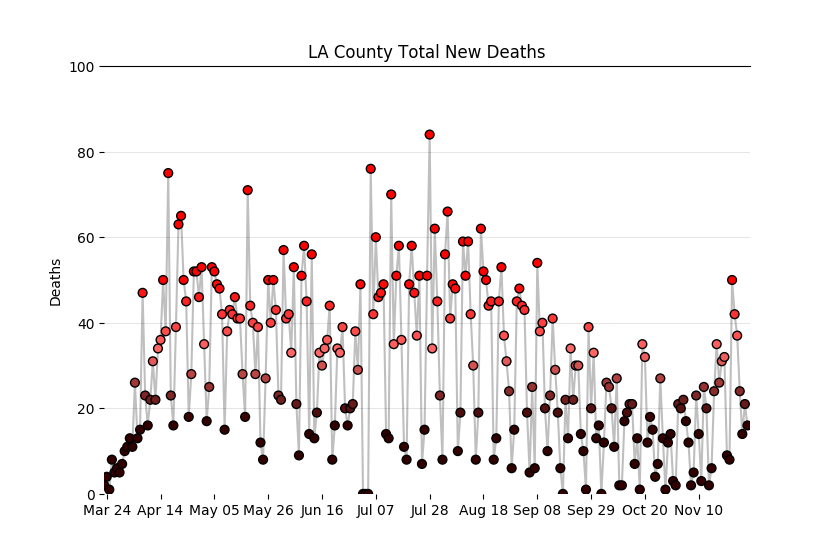 LA County Total New Deaths
100
80
60
40
20
0
Deaths
Mar 24 Apr 14 May 05 May 26 Jun 16 Jul 07 Jul 28 Aug 18 Sep 08 Sep 29 Oct 20 Nov 10